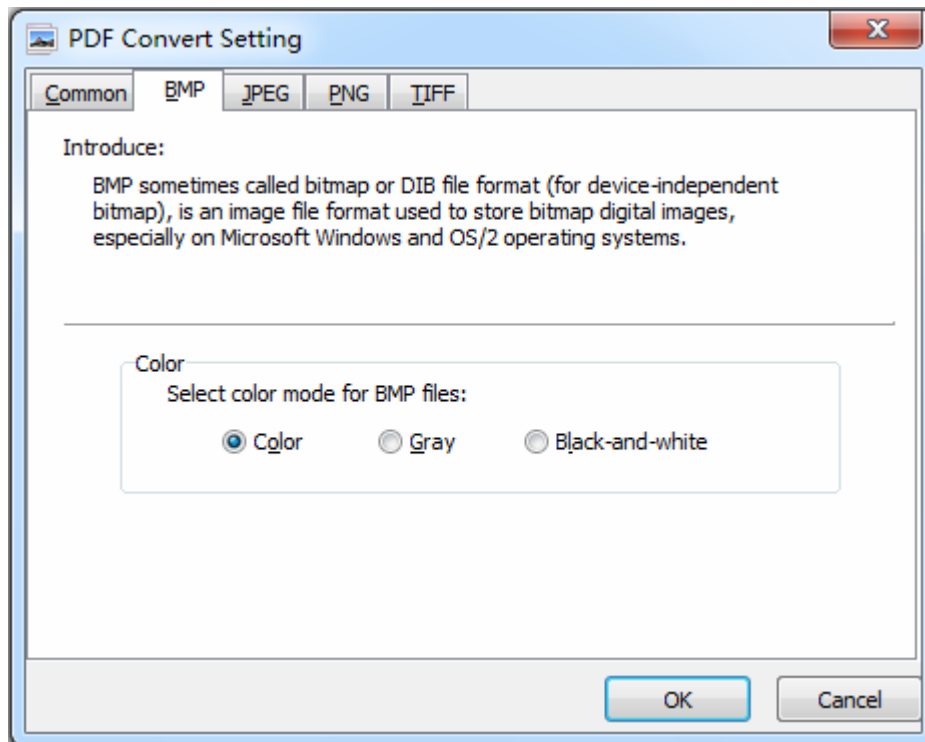 PDF Convert Setting
Common BMP JPEG PNG TIFF
Introduce:
BMP sometimes called bitmap or DIB file format (for device-independent
bitmap), is an image file format used to store bitmap digital images,
especially on Microsoft Windows and OS/2 operating systems.
Color
Select color mode for BMP files:
Color Gray Black-and-white
OK Cancel